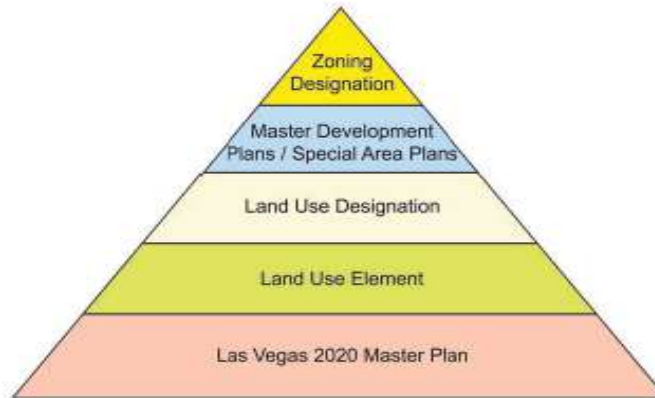 Zoning
Designation
Master Development
Plans / Special Area Plans
Land Use Designation
Land Use Element
Las Vegas 2020 Master Plan